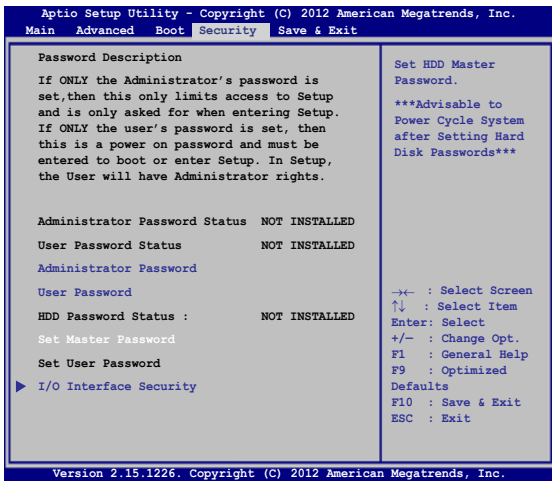 Aptio Setup Utility - Copyright (C) 2012 American Megatrends, Inc.
Main Advanced Boot Security Save & Exit
Password Description
If ONLY the Administrator's password is
set,then this only limits access to Setup
and is only asked for when entering Setup.
If ONLY the user's password is set, then
this is a power on password and must be
entered to boot or enter Setup. In Setup,
the User will have Administrator rights.
Administrator Password Status NOT INSTALLED
User Password Status NOT INSTALLED
Administrator Password
User Password
HDD Password Status : NOT INSTALLED
Set Master Password
Set User Password
I/O Interface Security
Set HDD Master
Password.
***Advisable to
Power Cycle System
after Setting Hard
Disk Passwords***
→← : Select Screen
↑↓ : Select Item
Enter: Select
+/— : Change Opt.
F1 : General Help
F9 : Optimized
Defaults
F10 : Save & Exit
ESC : Exit
Version 2.15.1226. Copyright (C) 2012 American Megatrends, Inc.